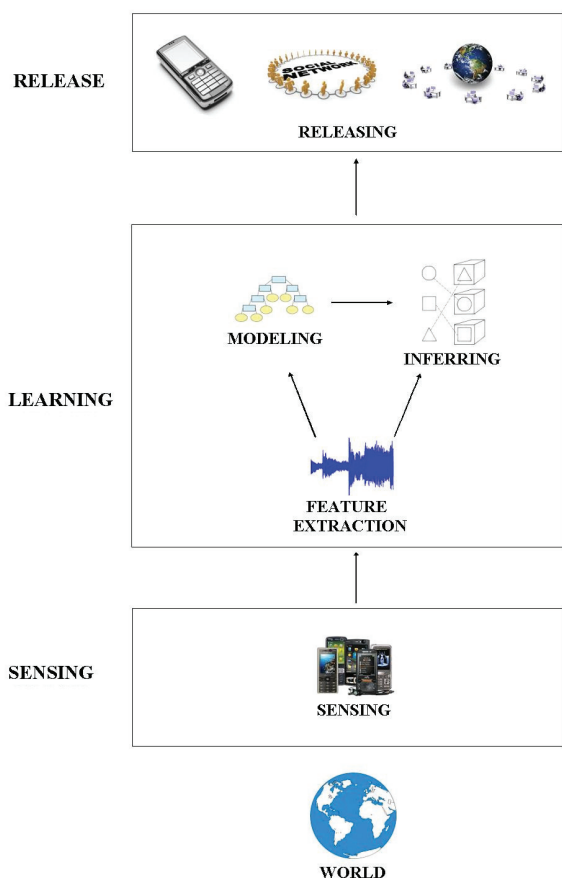 RELEASE
SOCIAL
NETWORK
RELEASING
LEARNING
MODELING
INFERRING
FEATURE
EXTRACTION
SENSING
SENSING
WORLD